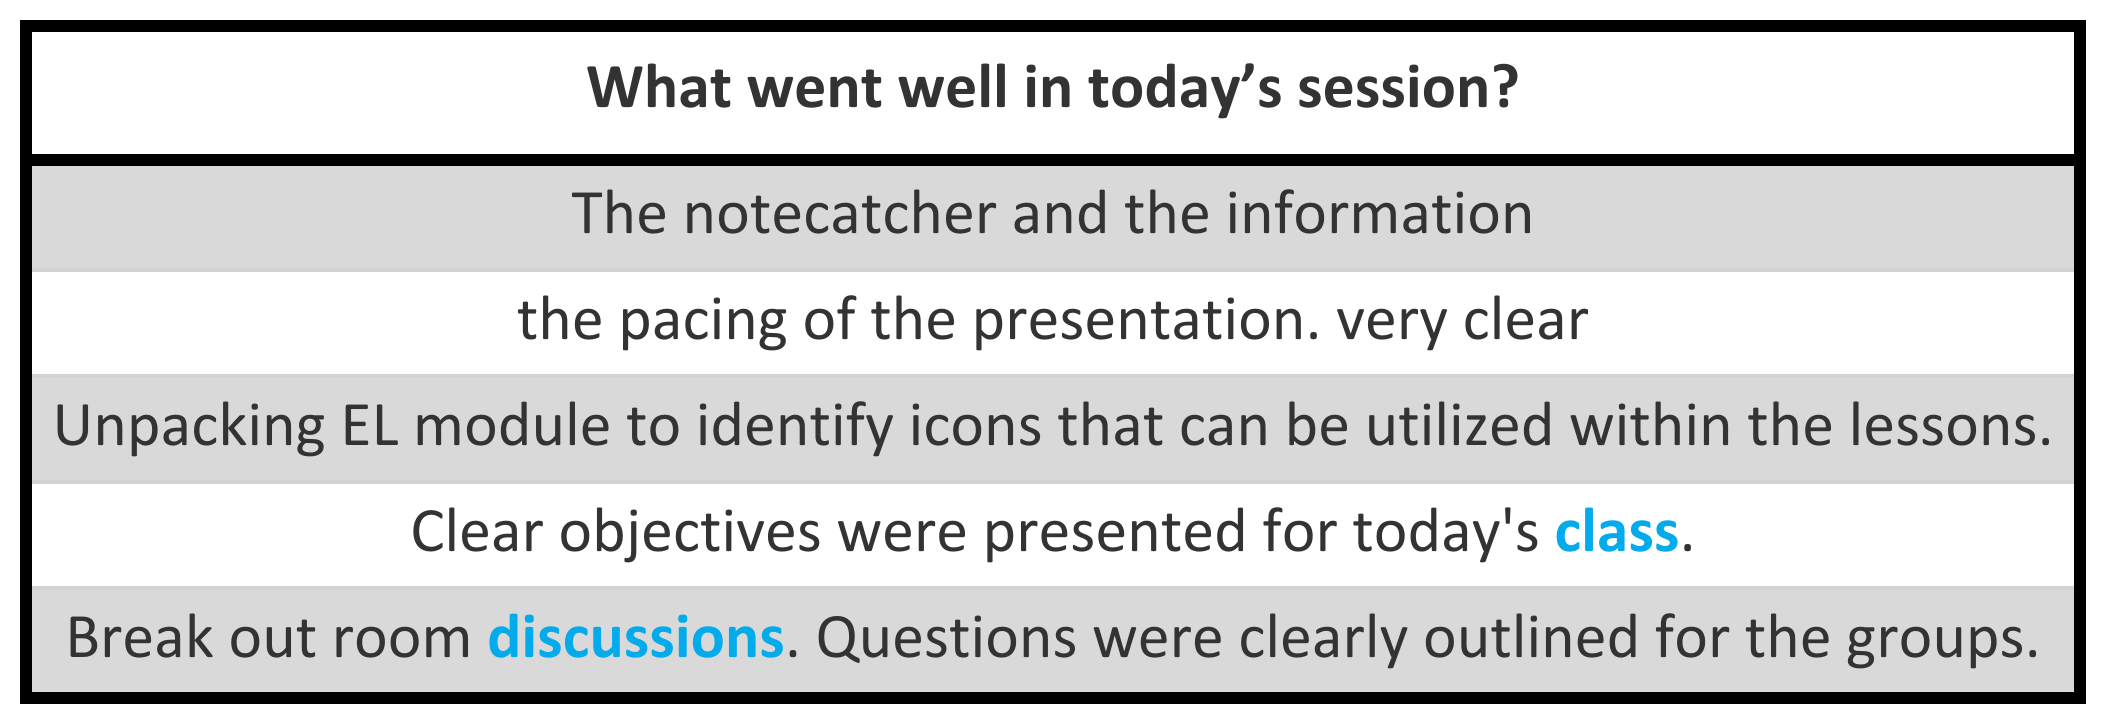 What went well in today’s session?
The notecatcher and the information
the pacing of the presentation. very clear
Unpacking EL module to identify icons that can be utilized within the lessons.
Clear objectives were presented for today's class.
Break out room discussions. Questions were clearly outlined for the groups.